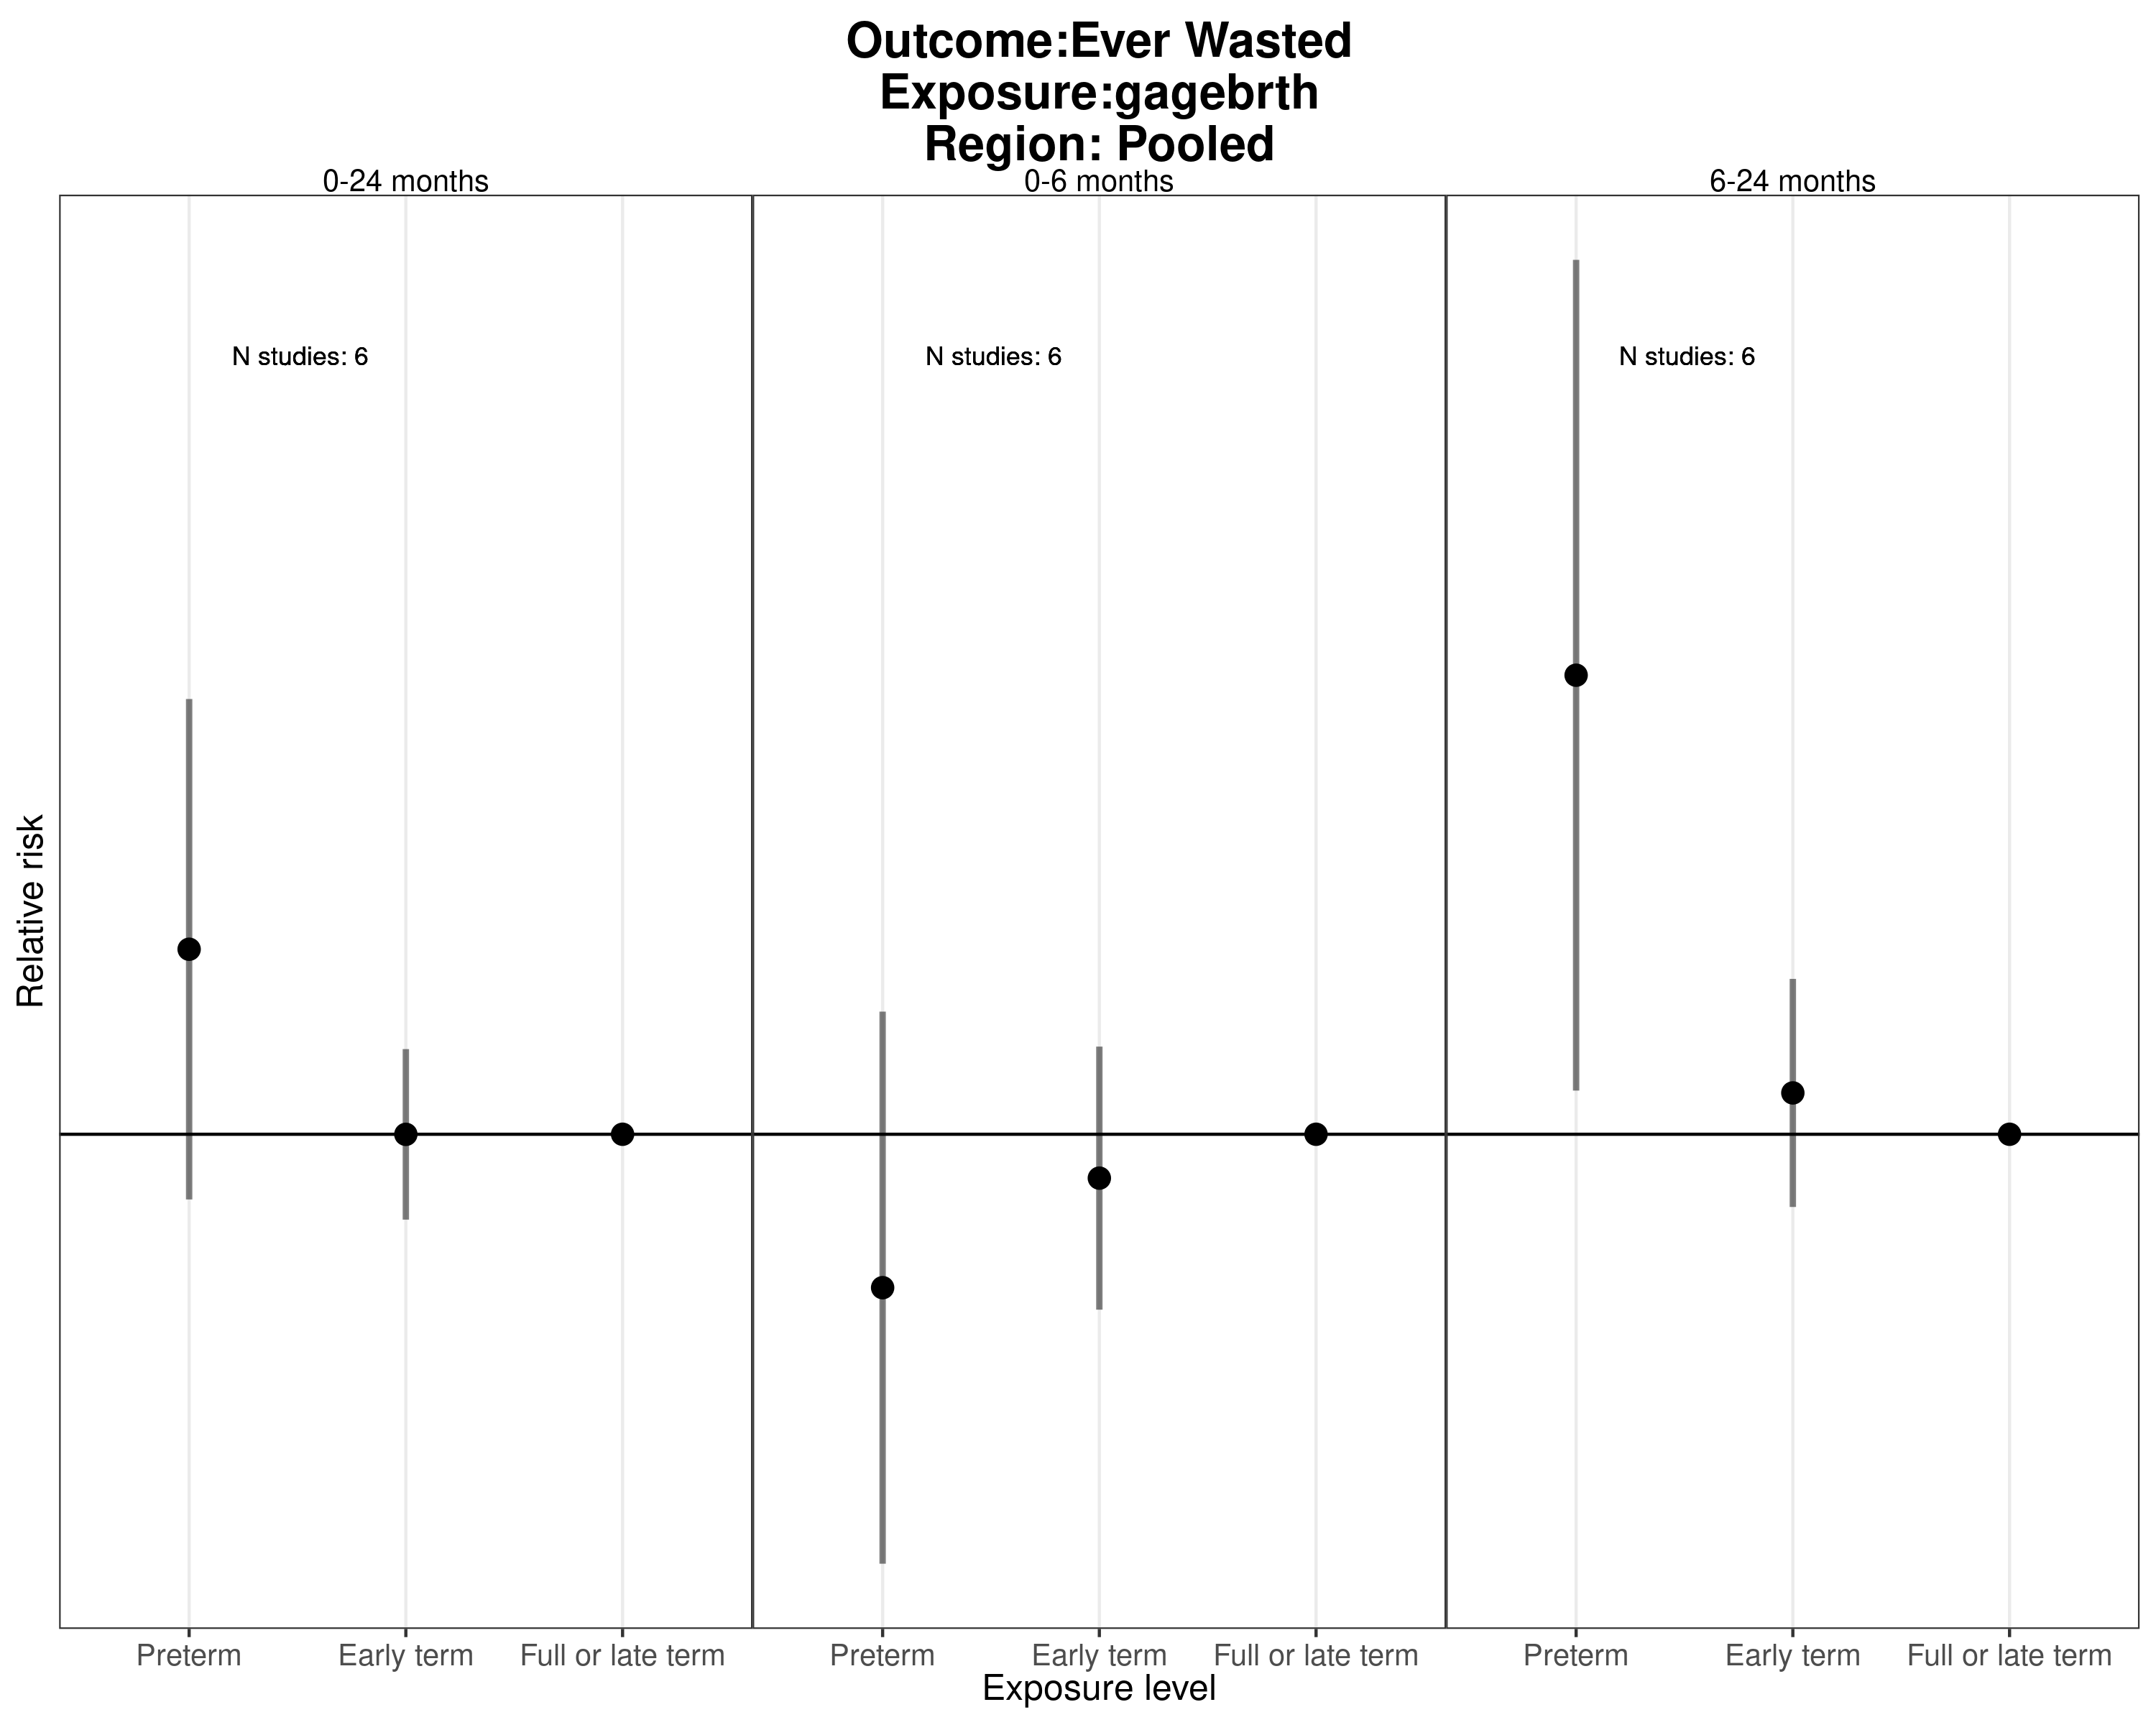 Outcome:Ever Wasted
Exposure:gagebrth
Region: Pooled
0-24 months
0-6 months
6-24 months
N studies: 6
N studies: 6
N studies: 6
Relative risk
Preterm
Early term
Full or late term
Preterm
Early term
Full or late term
Preterm
Early term
Full or late term
Exposure level